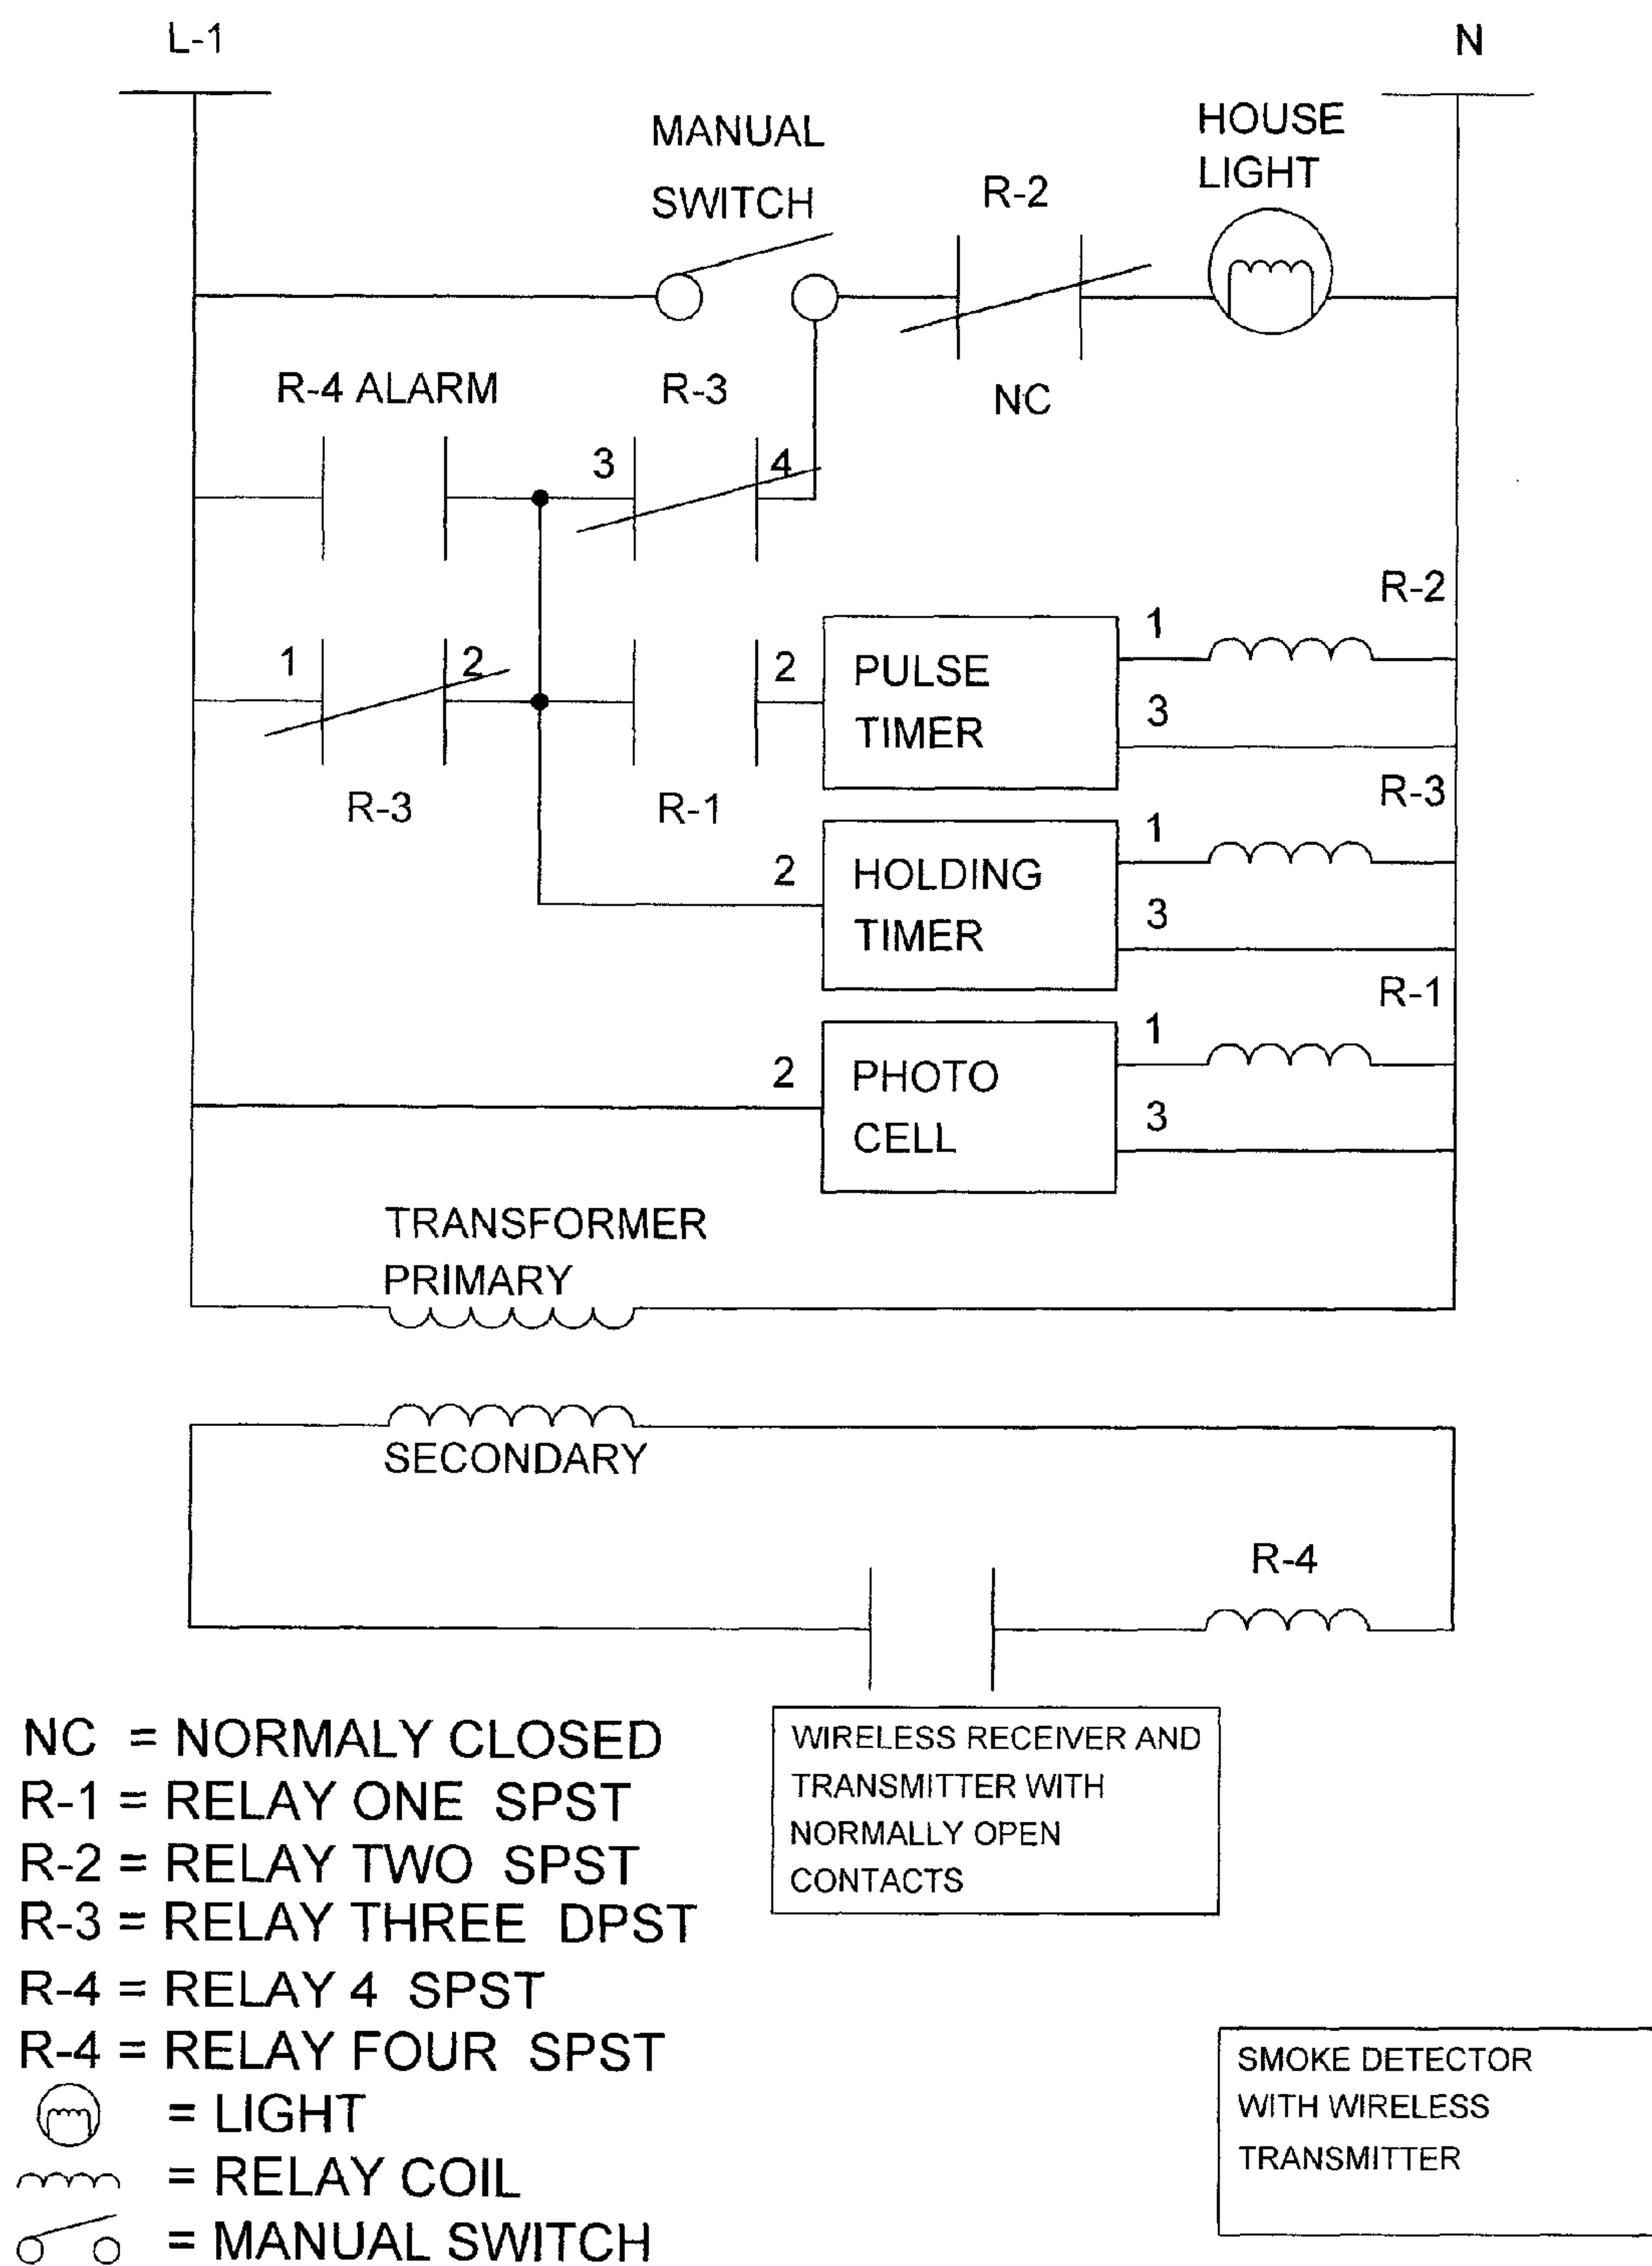 L-1
N
MANUAL
SWITCH
HOUSE
LIGHT
R-2
NC
R-4 ALARM
R-3
3
4
R-2
1
2
2
PULSE
TIMER
1
3
R-3
R-1
R-3
2
HOLDING
TIMER
1
3
R-1
2
PHOTO
CELL
1
3
TRANSFORMER
PRIMARY
SECONDARY
R-4
NC = NORMALY CLOSED
R-1 = RELAY ONE SPST
R-2 = RELAY TWO SPST
R-3 = RELAY THREE DPST
R-4 = RELAY 4 SPST
R-4 = RELAY FOUR SPST
= LIGHT
= RELAY COIL
= MANUAL SWITCH
WIRELESS RECEIVER AND
TRANSMITTER WITH
NORMALLY OPEN
CONTACTS
SMOKE DETECTOR
WITH WIRELESS
TRANSMITTER